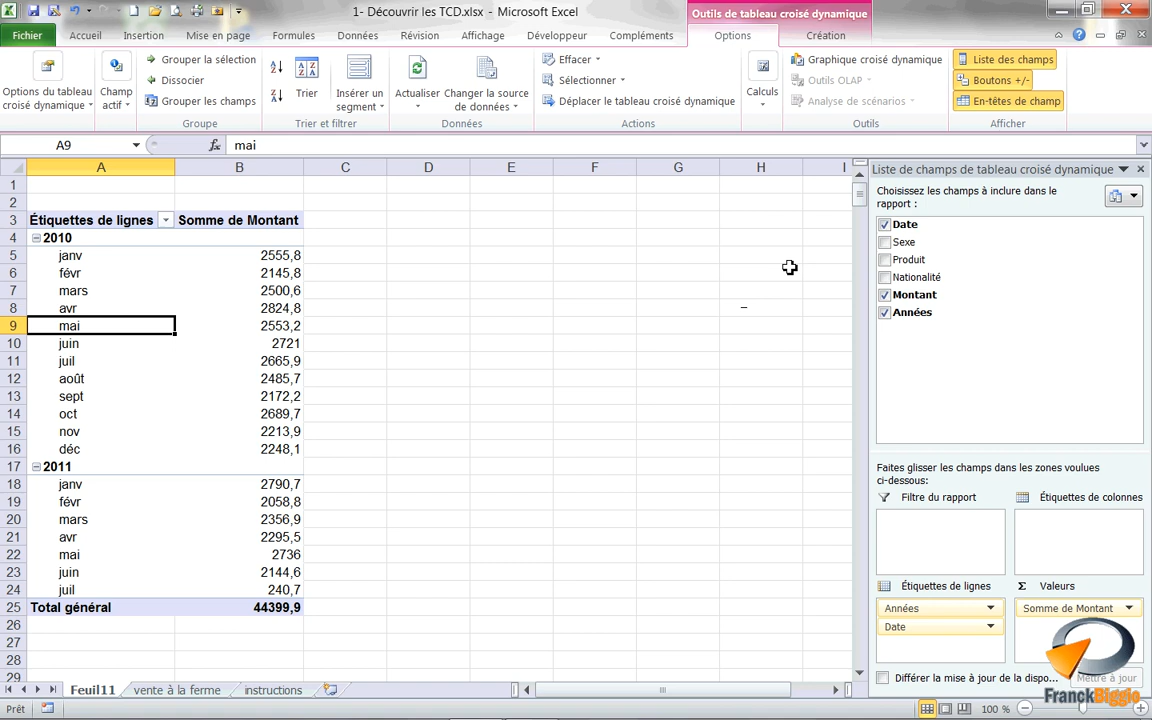 1- Découvrir les TCD.xlsx - Microsoft Excel
Outils de tableau croisé dynamique
Fichier Accueil Insertion Mise en page Formules Données Révision Affichage Développeur Compléments Options Création
Options du tableau croisé dynamique
Champ actif
Grouper la sélection
Dissocier
Grouper les champs
Groupe
Trier
Insérer un segment
Trier et filtrer
Actualiser
Changer la source de données
Données
Effacer
Sélectionner
Déplacer le tableau croisé dynamique
Actions
Calculs
Graphique croisé dynamique
Outils OLAP
Analyse de scénarios
Outils
Liste des champs
Boutons +/-
En-têtes de champ
Afficher
A9 fx mai
A B C D E F G H I
1
2
3 Étiquettes de lignes Somme de Montant
4 2010
5 janv 2555,8
6 févr 2145,8
7 mars 2500,6
8 avr 2824,8
9 mai 2553,2
10 juin 2721
11 juil 2665,9
12 août 2485,7
13 sept 2172,2
14 oct 2689,7
15 nov 2213,9
16 déc 2248,1
17 2011
18 janv 2790,7
19 févr 2058,8
20 mars 2356,9
21 avr 2295,5
22 mai 2736
23 juin 2144,6
24 juil 240,7
25 Total général 44399,9
26
27
28
29
Liste de champs de tableau croisé dynamique
Choisissez les champs à inclure dans le
rapport :
Date
Sexe
Produit
Nationalité
Montant
Années
Faites glisser les champs dans les zones voulues
ci-dessous:
Filtre du rapport Étiquettes de colonnes
Étiquettes de lignes Σ Valeurs
Années Somme de Montant
Date
Différer la mise à jour de la dispo... Mettre à jour
FranckBiggio
Feuil11 vente à la ferme instructions
Prêt 100 %